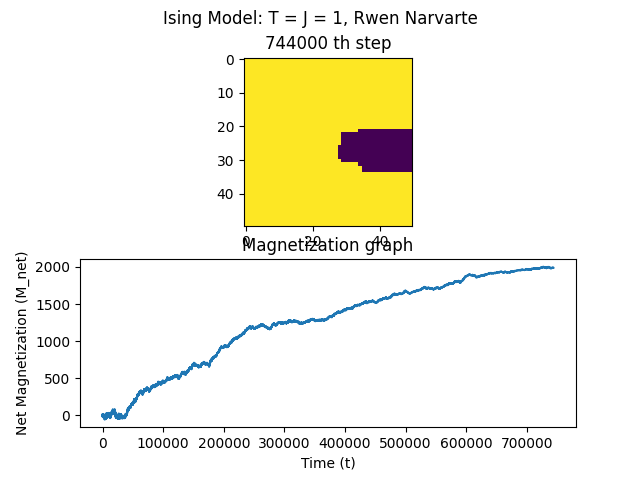 Ising Model: T = J = 1, Rwen Narvarte
744000 th step
0
10
20
30
40
0 20 40
Magnetization graph
Net Magnetization (M_net)
2000
1500
1000
500
0
0 100000 200000 300000 400000 500000 600000 700000
Time (t)